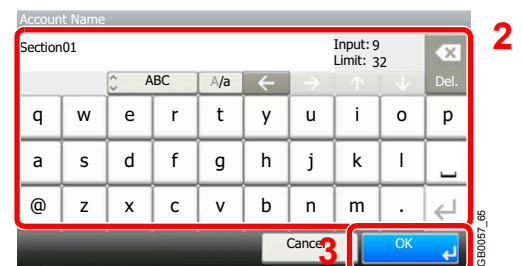 Account Name
Section01
Input: 9
Limit: 32
ABC A/a Del.
q w e r t y u i o p
a s d f g h j k l
@ z x c v b n m .
Cancel OK
2
3
GB0057_65